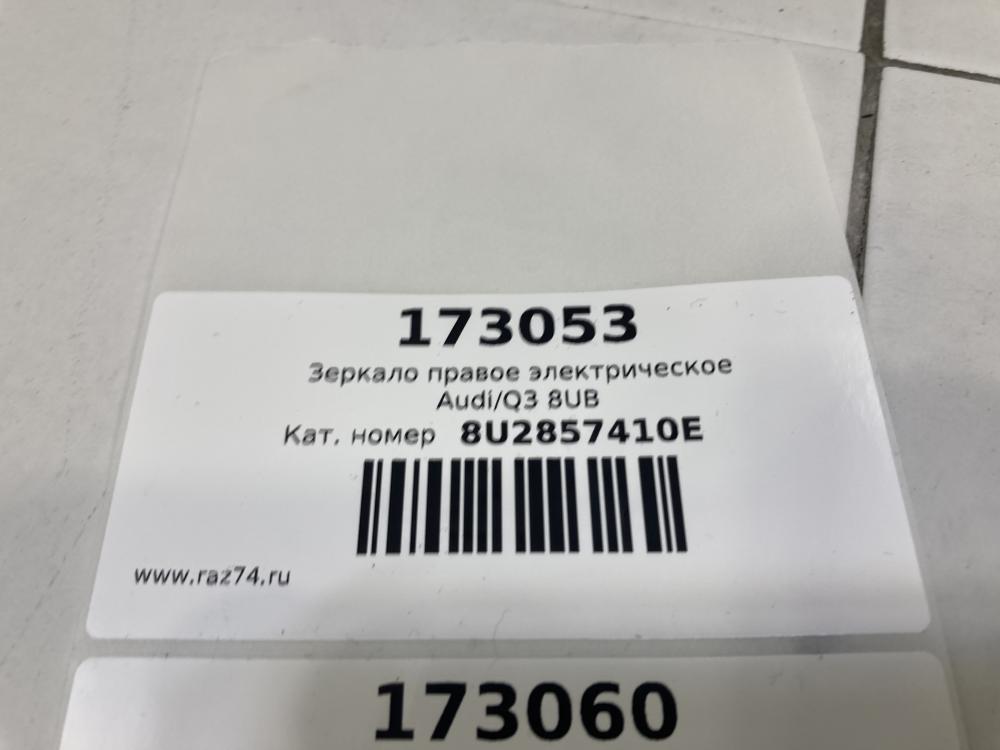 173053
Зеркало правое электрическое
Audi/Q3 8UB
Кат. номер 8U2857410E
www.raz74.ru
173060